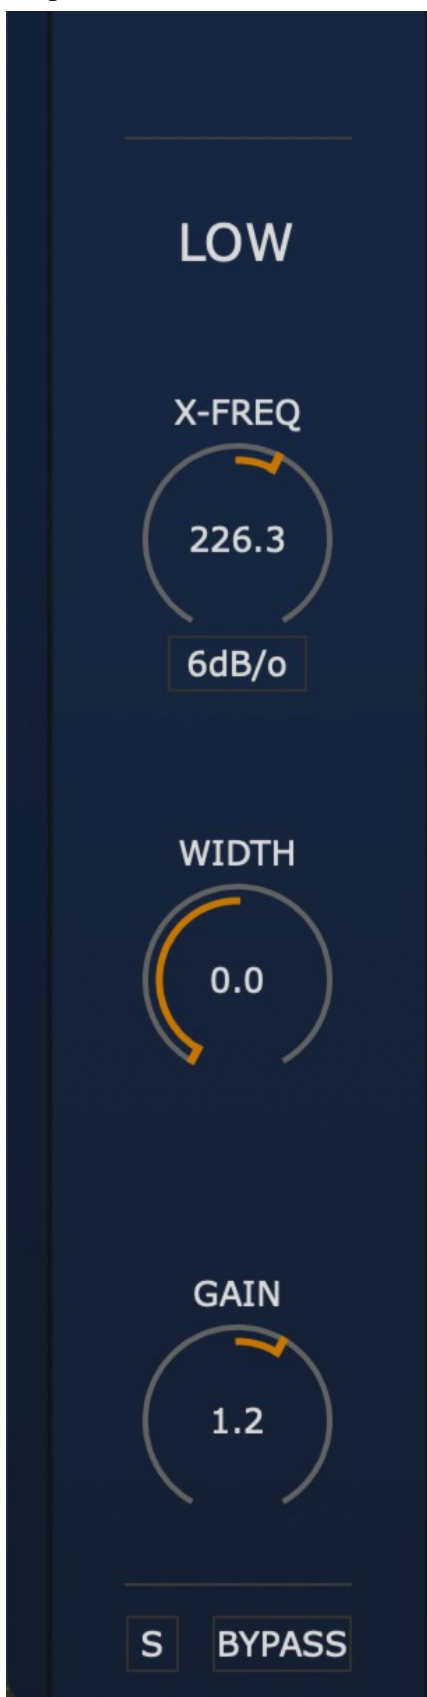 LOW
X-FREQ
226.3
6dB/o
WIDTH
0.0
GAIN
1.2
S BYPASS